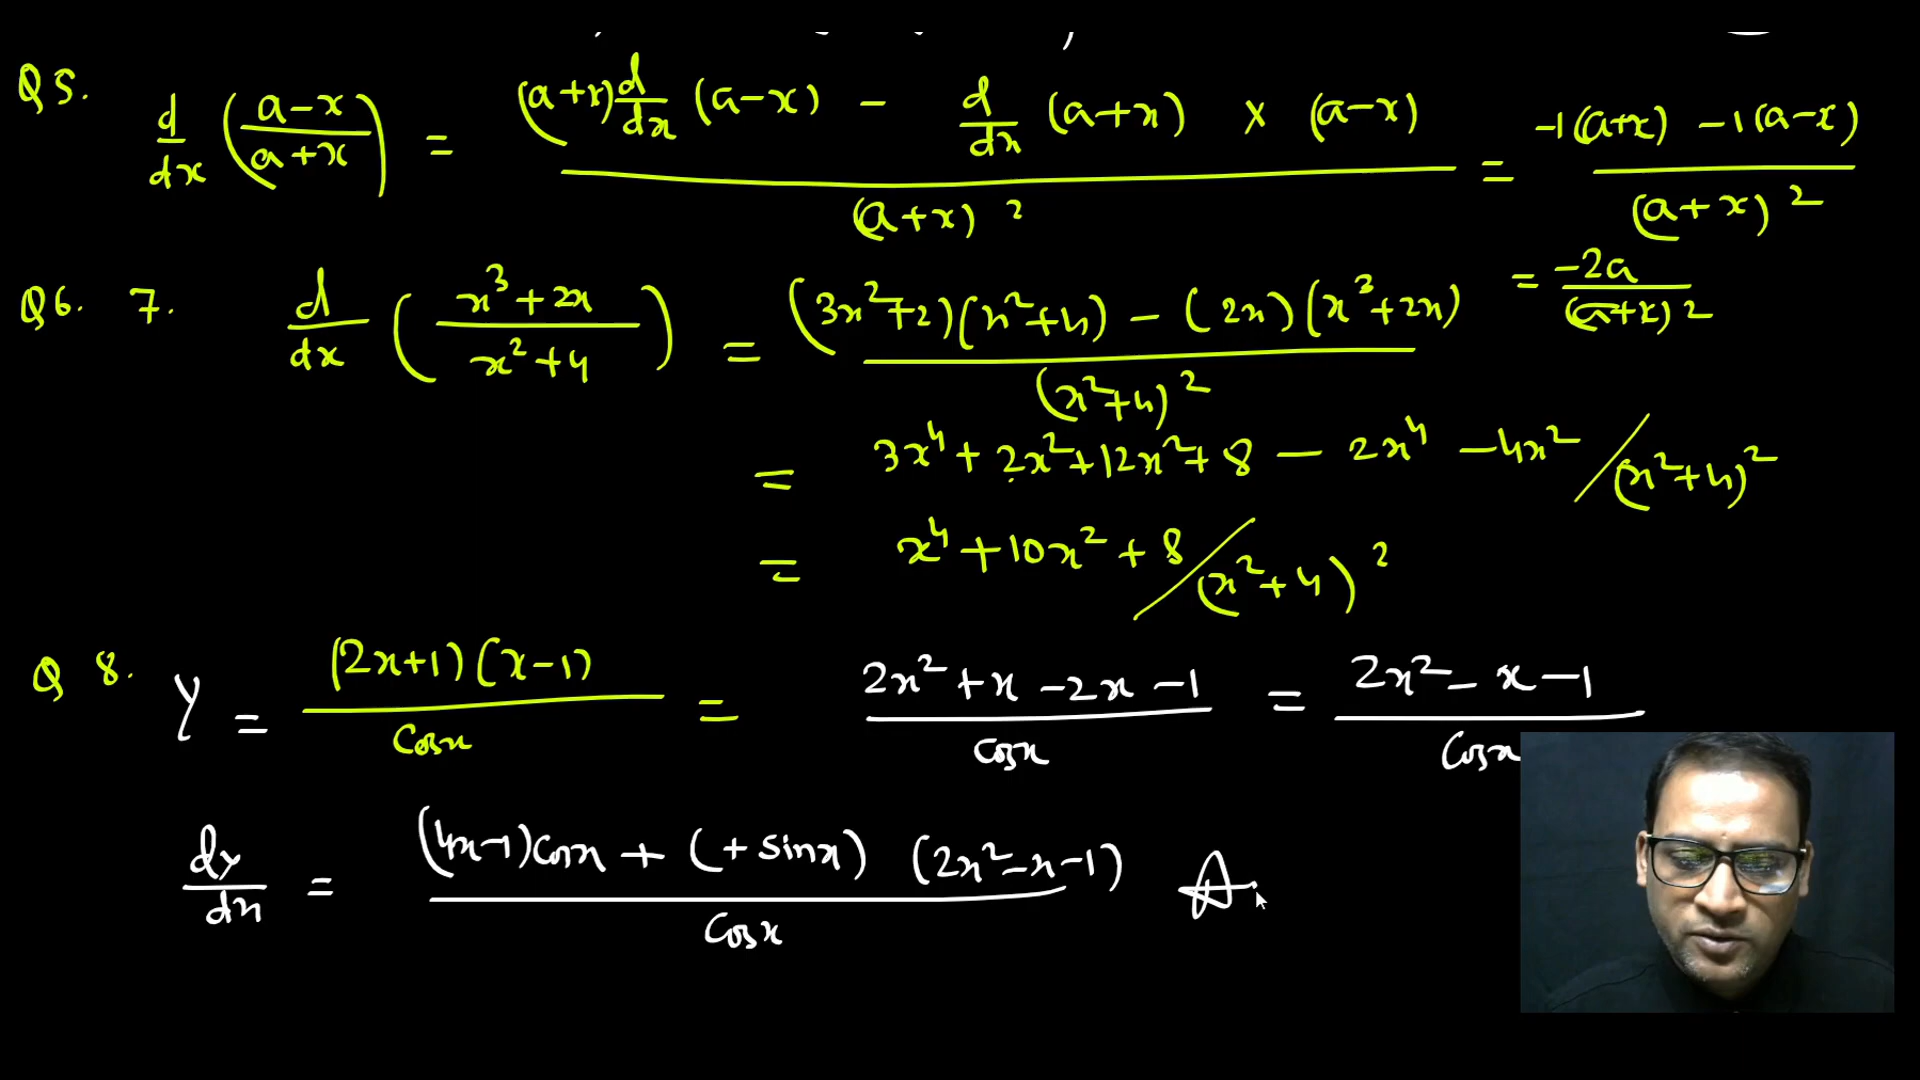 Q5. d/dx ((a-x)/(a+x)) = ((a+x) d/dx (a-x) - d/dx (a+x) × (a-x))/(a+x)² = (-1(a+x) -1(a-x))/(a+x)²
= -2a/(a+x)²
Q6. 7. d/dx ((x³+2x)/(x²+4)) = ((3x²+2)(x²+4) - (2x)(x³+2x))/(x²+4)²
= 3x⁴ + 2x² + 12x² + 8 - 2x⁴ - 4x² / (x²+4)²
= x⁴ + 10x² + 8 / (x²+4)²
Q 8. Y = (2x+1)(x-1)/Cosx = (2x² + x - 2x - 1)/Cosx = (2x² - x - 1)/Cosx
dy/dx = ((4x-1)Cosx + (+ sinx) (2x² - x - 1))/Cosx